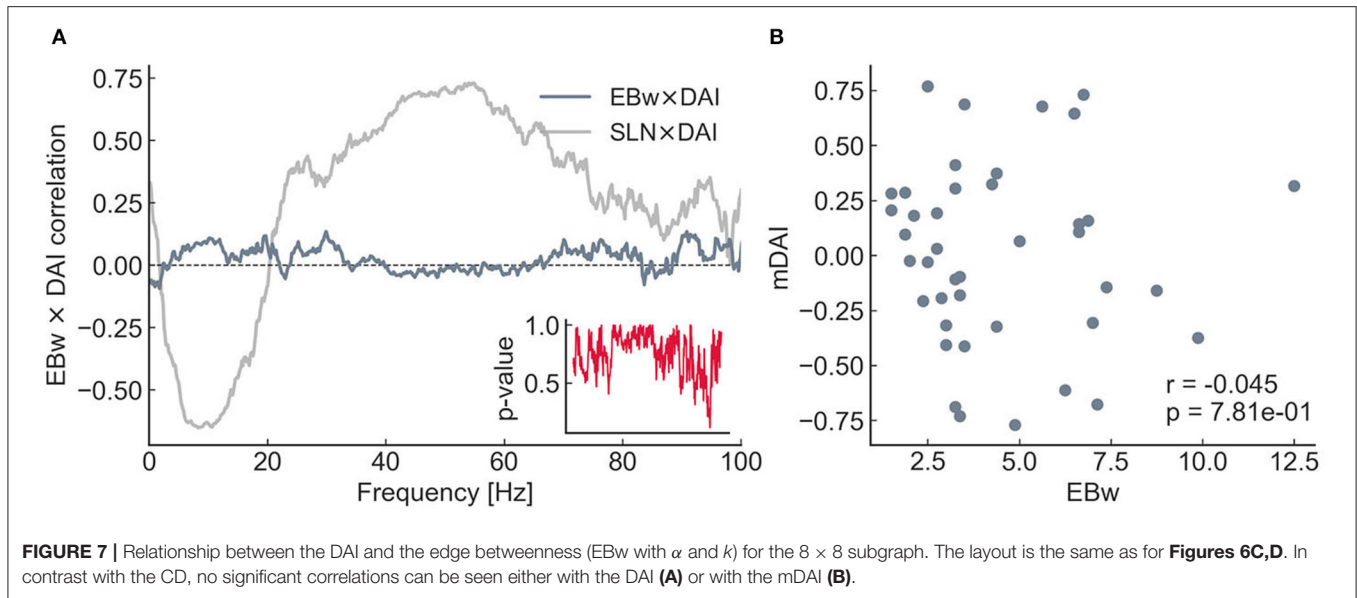 A
B
0.75
0.50
0.25
0.00
−0.25
−0.50
EBw × DAI correlation
EBw×DAI
SLN×DAI
1.0
0.5
p-value
0
20
40
60
80
100
Frequency [Hz]
0.75
0.50
0.25
0.00
−0.25
−0.50
−0.75
mDAI
r = -0.045
p = 7.81e-01
2.5
5.0
7.5
10.0
12.5
EBw
FIGURE 7 | Relationship between the DAI and the edge betweenness (EBw with α and k) for the 8 × 8 subgraph. The layout is the same as for Figures 6C,D. In
contrast with the CD, no significant correlations can be seen either with the DAI (A) or with the mDAI (B).